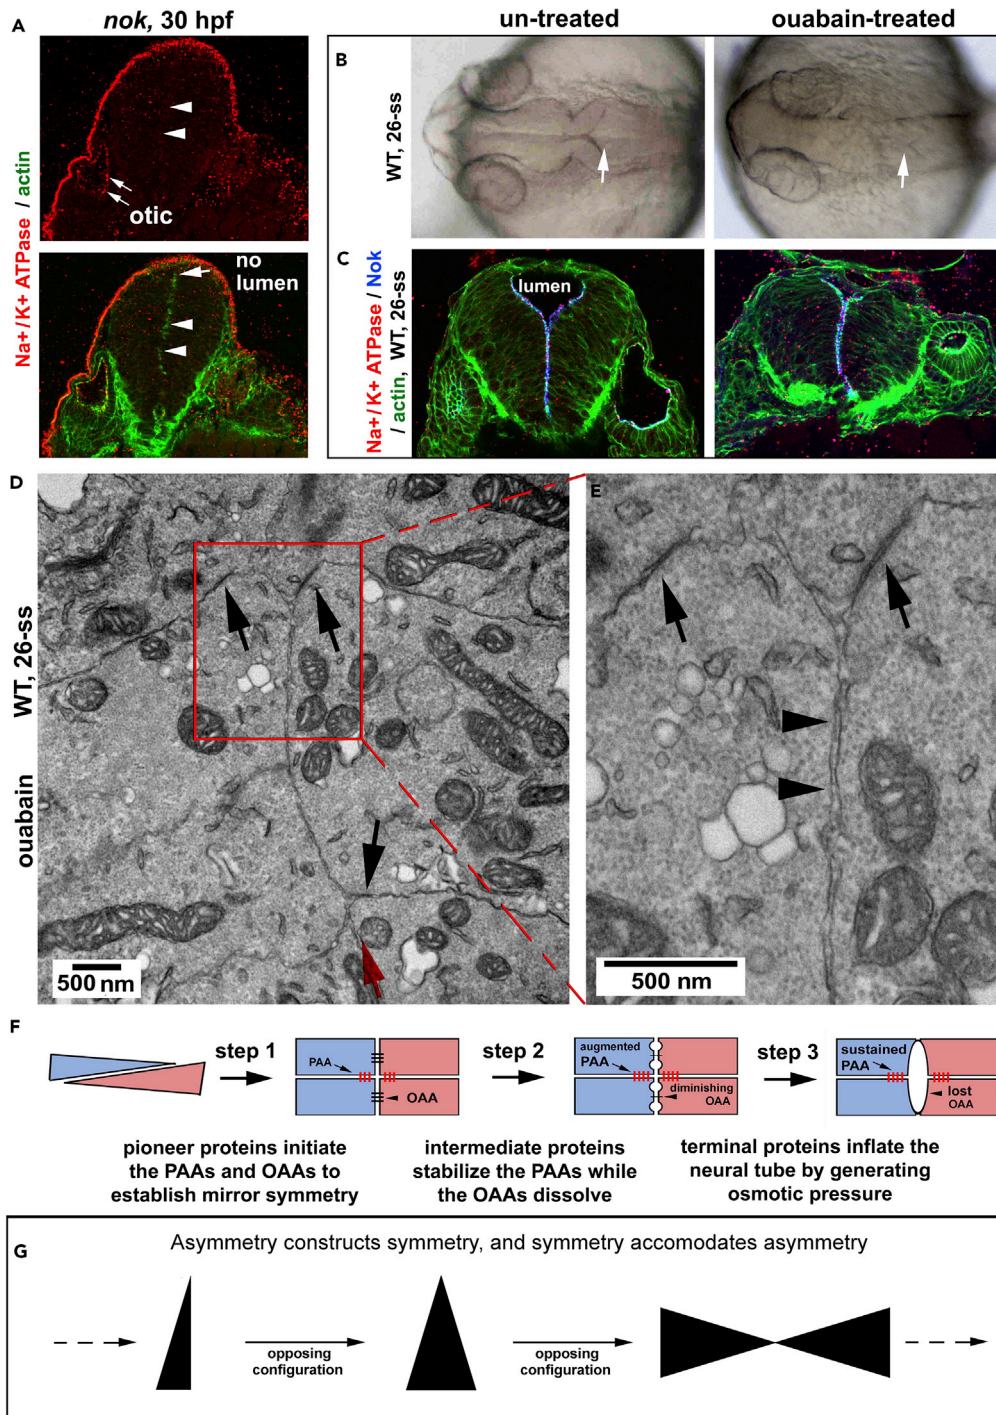 A
nok, 30 hpf
otic
no
lumen
Na+/K+ ATPase / actin
un-treated
ouabain-treated
B
WT, 26-ss
C
Na+/K+ ATPase / Nok
/ actin, WT, 26-ss
lumen
D
WT, 26-ss
ouabain
500 nm
E
500 nm
F
step 1
PAA
OAA
step 2
augmented
PAA
diminishing
OAA
step 3
sustained
PAA
lost
OAA
pioneer proteins initiate
the PAAs and OAAs to
establish mirror symmetry
intermediate proteins
stabilize the PAAs while
the OAAs dissolve
terminal proteins inflate the
neural tube by generating
osmotic pressure
G
Asymmetry constructs symmetry, and symmetry accomodates asymmetry
opposing
configuration
opposing
configuration